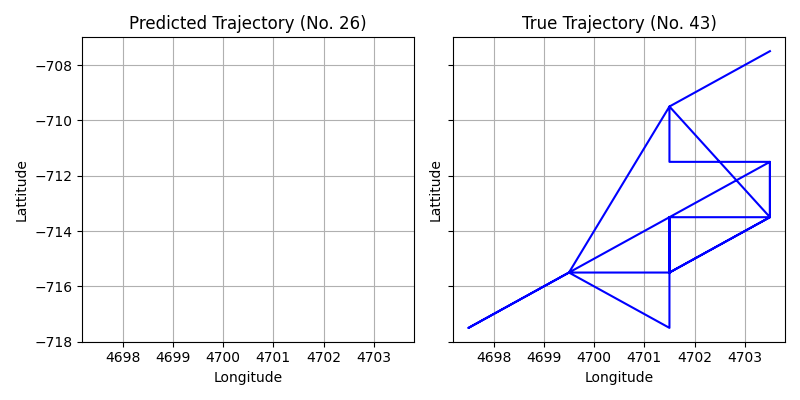 Predicted Trajectory (No. 26)
True Trajectory (No. 43)
−708
−710
−712
−714
−716
−718
Lattitude
Lattitude
4698 4699 4700 4701 4702 4703
4698 4699 4700 4701 4702 4703
Longitude
Longitude